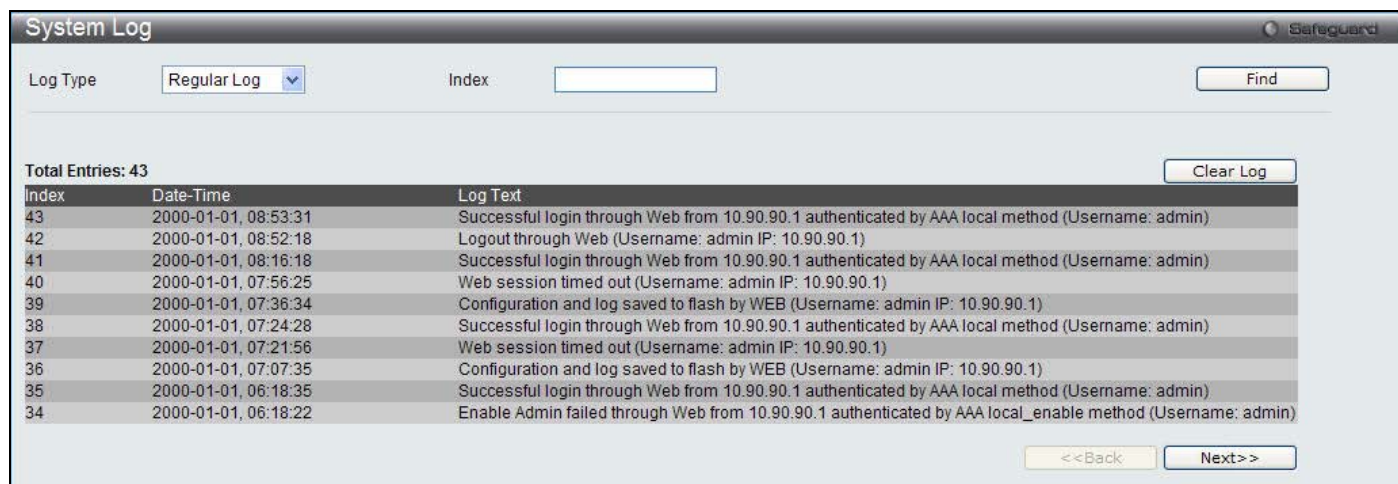 System Log Safeguard
Log Type Regular Log Index Find
Total Entries: 43 Clear Log
Index Date-Time Log Text
43 2000-01-01, 08:53:31 Successful login through Web from 10.90.90.1 authenticated by AAA local method (Username: admin)
42 2000-01-01, 08:52:18 Logout through Web (Username: admin IP: 10.90.90.1)
41 2000-01-01, 08:16:18 Successful login through Web from 10.90.90.1 authenticated by AAA local method (Username: admin)
40 2000-01-01, 07:56:25 Web session timed out (Username: admin IP: 10.90.90.1)
39 2000-01-01, 07:36:34 Configuration and log saved to flash by WEB (Username: admin IP: 10.90.90.1)
38 2000-01-01, 07:24:28 Successful login through Web from 10.90.90.1 authenticated by AAA local method (Username: admin)
37 2000-01-01, 07:21:56 Web session timed out (Username: admin IP: 10.90.90.1)
36 2000-01-01, 07:07:35 Configuration and log saved to flash by WEB (Username: admin IP: 10.90.90.1)
35 2000-01-01, 06:18:35 Successful login through Web from 10.90.90.1 authenticated by AAA local method (Username: admin)
34 2000-01-01, 06:18:22 Enable Admin failed through Web from 10.90.90.1 authenticated by AAA local_enable method (Username: admin)
<<Back Next>>